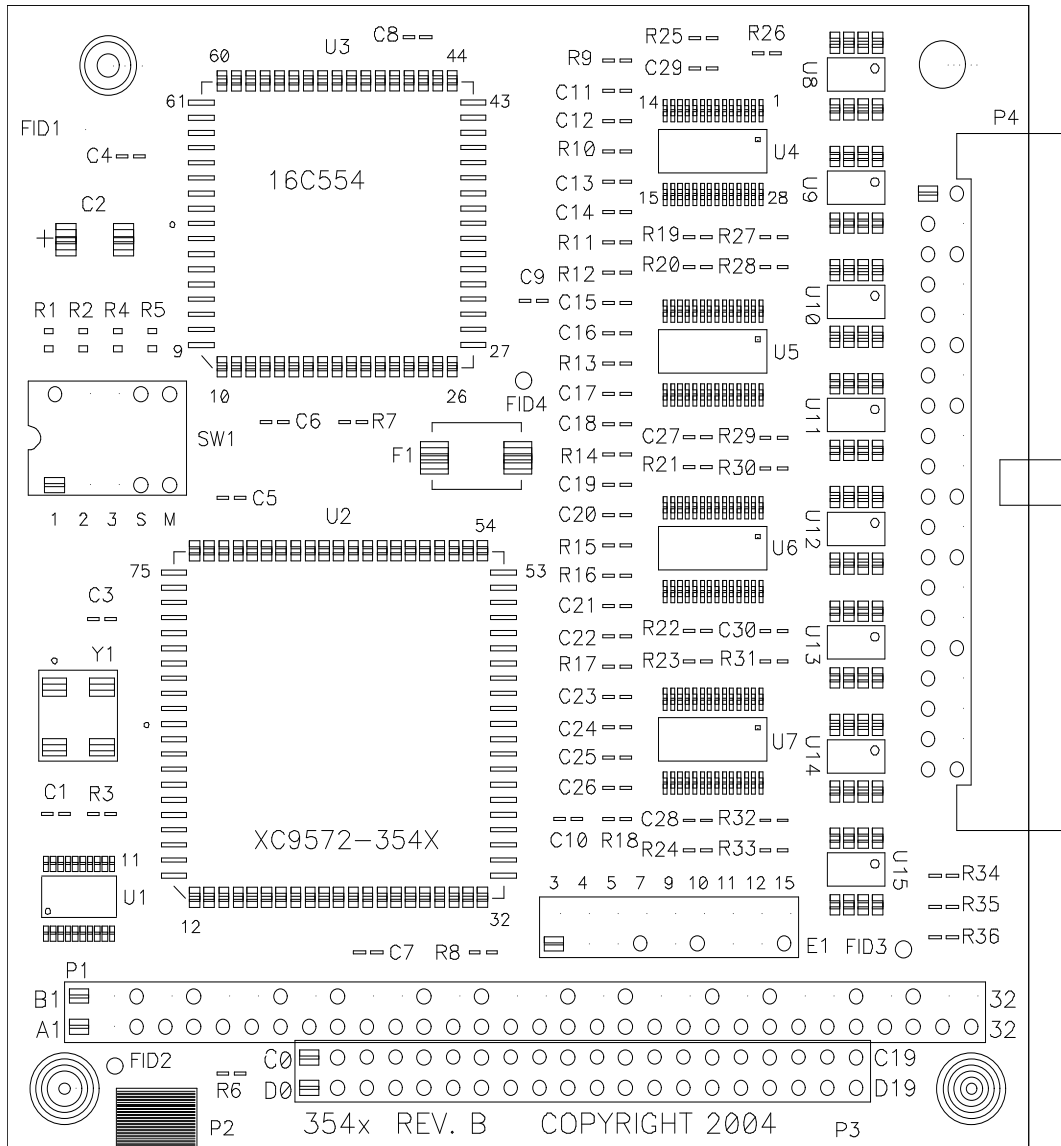 C8
R25
R26
60
U3
44
R9
C29
U8
61
43
C11
14
1
P4
FID1
C12
C4
R10
U4
16C554
C13
15
28
U9
C2
C14
+
R11
R19
R27
R12
R20
R28
C9
C15
U10
R1
R2
R4
R5
C16
9
27
R13
U5
10
26
C17
FID4
U11
C6
R7
C18
C27
R29
SW1
F1
R14
R21
R30
C19
C5
1
2
3
S
M
U2
54
C20
U12
75
53
R15
U6
R16
C3
C21
C22
R22
C30
U13
Y1
R17
R23
R31
C23
C24
U7
U14
C25
C26
C1
R3
XC9572-354X
C10
R18
C28
R32
R24
R33
11
3
4
5
7
9
10
11
12
15
U15
R34
U1
12
32
R35
E1
FID3
R36
C7
R8
P1
B1
32
A1
32
FID2
C0
C19
R6
D0
D19
P2
354x REV. B COPYRIGHT 2004
P3